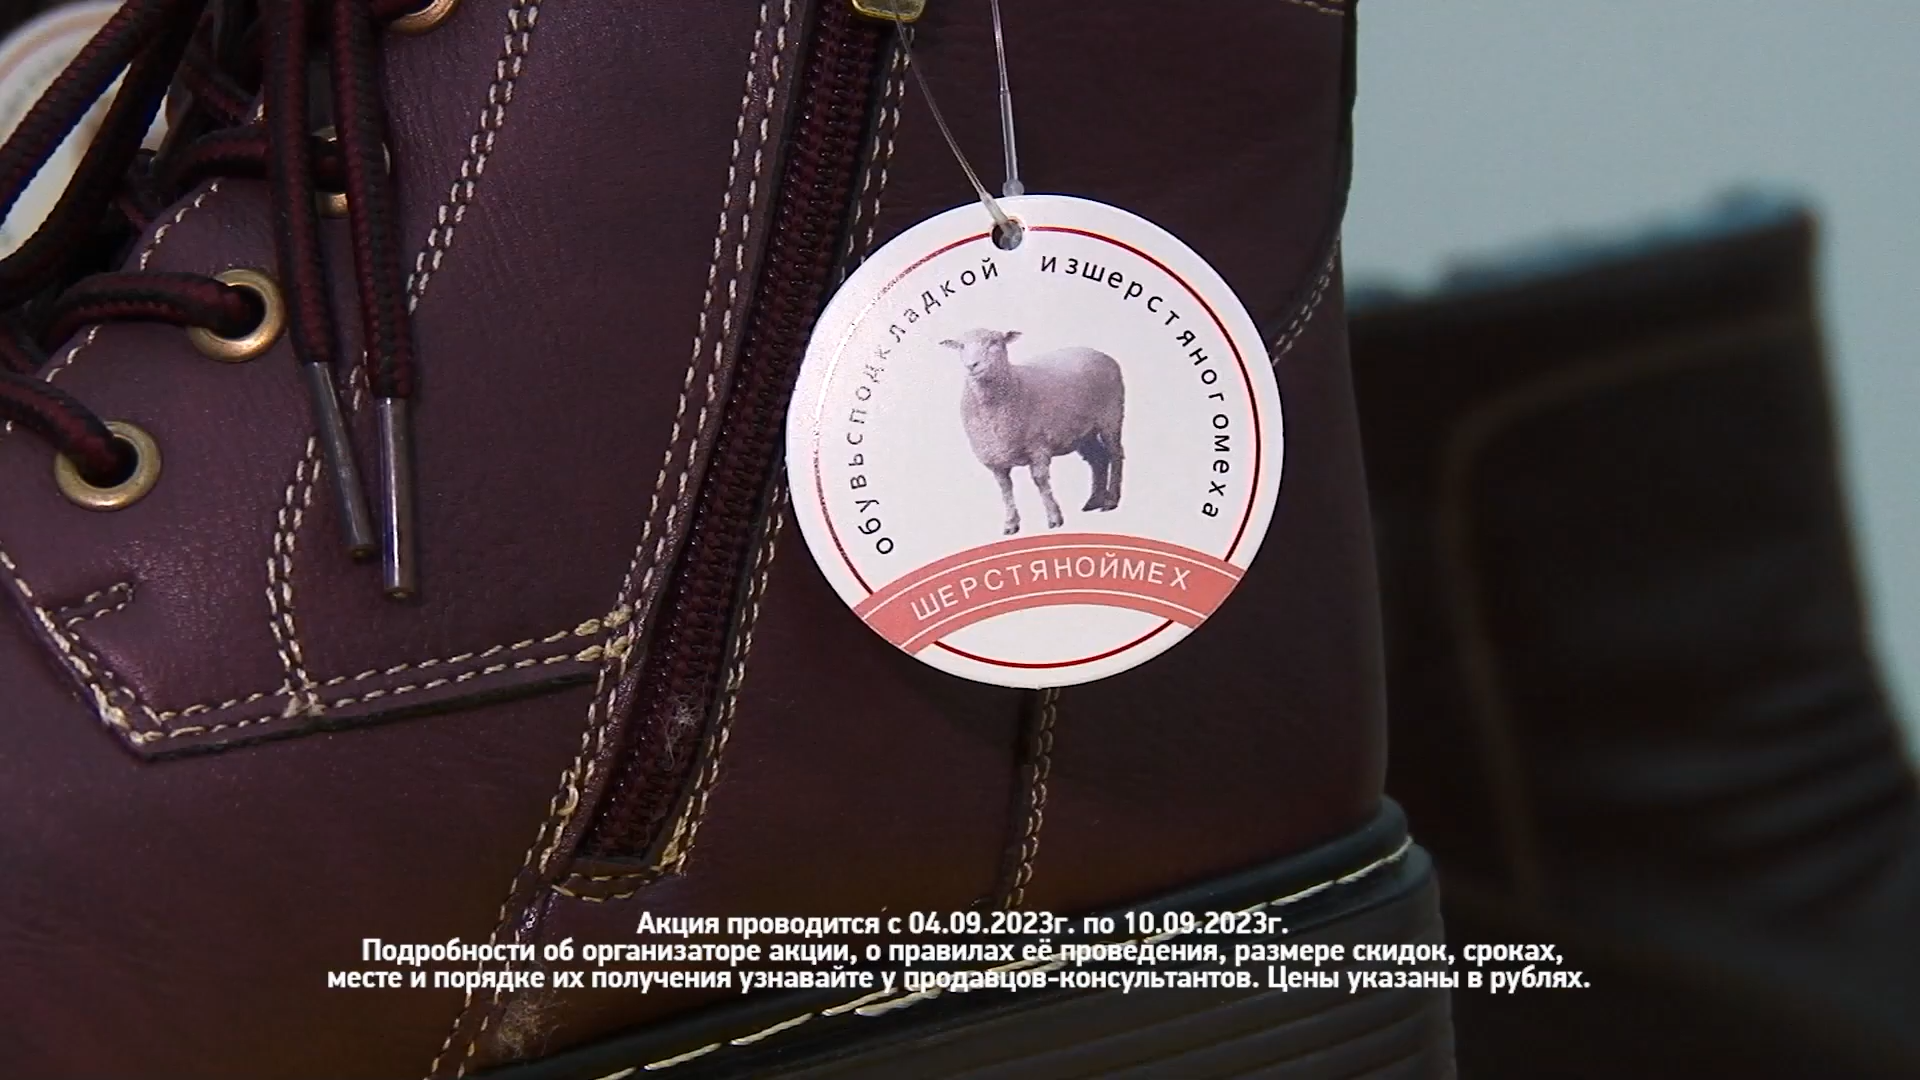 обувьсподкладкой изшерстяногомеха
ШЕРСТЯНОЙМЕХ
Акция проводится с 04.09.2023г. по 10.09.2023г.
Подробности об организаторе акции, о правилах её проведения, размере скидок, сроках,
месте и порядке их получения узнавайте у продавцов-консультантов. Цены указаны в рублях.